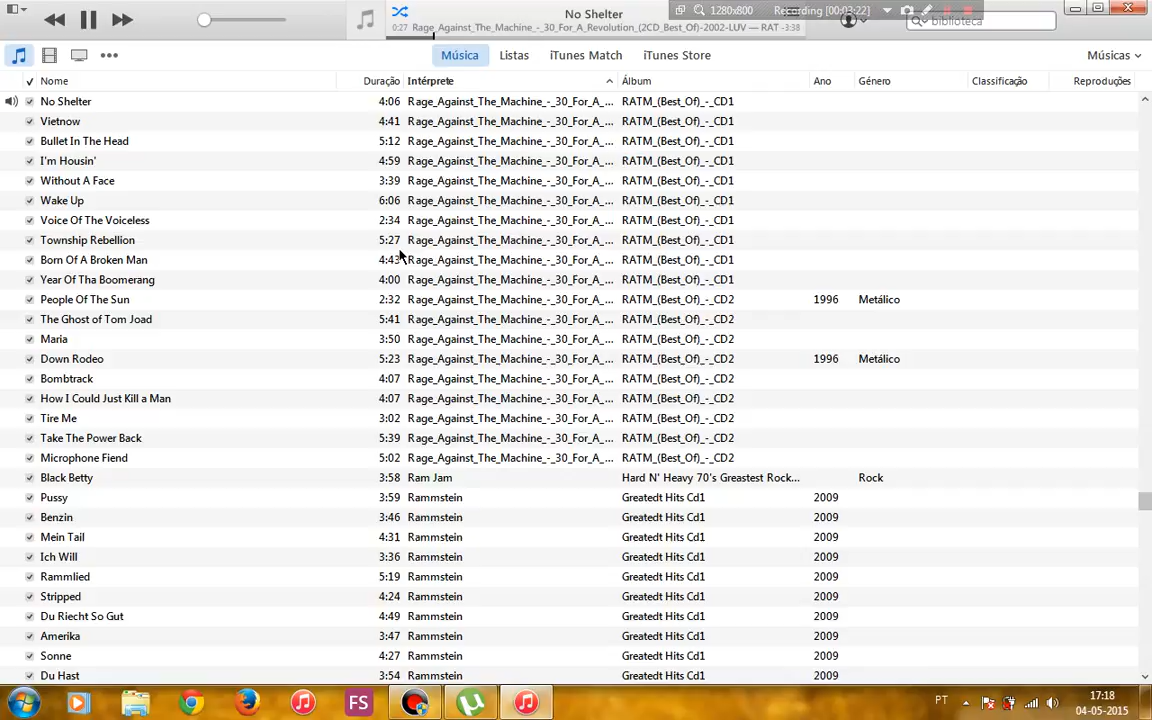 No Shelter
1280x800
Recording [00:03:22]
0:27 Rage_Against_The_Machine_-_30_For_A_Revolution_(2CD_Best_Of)-2002-LUV — RAT -3:38
biblioteca
Música Listas iTunes Match iTunes Store Músicas
Nome Duração Intérprete Álbum Ano Género Classificação Reproduções
No Shelter 4:06 Rage_Against_The_Machine_-_30_For_A_... RATM_(Best_Of)_-_CD1
Vietnow 4:41 Rage_Against_The_Machine_-_30_For_A_... RATM_(Best_Of)_-_CD1
Bullet In The Head 5:12 Rage_Against_The_Machine_-_30_For_A_... RATM_(Best_Of)_-_CD1
I'm Housin' 4:59 Rage_Against_The_Machine_-_30_For_A_... RATM_(Best_Of)_-_CD1
Without A Face 3:39 Rage_Against_The_Machine_-_30_For_A_... RATM_(Best_Of)_-_CD1
Wake Up 6:06 Rage_Against_The_Machine_-_30_For_A_... RATM_(Best_Of)_-_CD1
Voice Of The Voiceless 2:34 Rage_Against_The_Machine_-_30_For_A_... RATM_(Best_Of)_-_CD1
Township Rebellion 5:27 Rage_Against_The_Machine_-_30_For_A_... RATM_(Best_Of)_-_CD1
Born Of A Broken Man 4:43 Rage_Against_The_Machine_-_30_For_A_... RATM_(Best_Of)_-_CD1
Year Of Tha Boomerang 4:00 Rage_Against_The_Machine_-_30_For_A_... RATM_(Best_Of)_-_CD1
People Of The Sun 2:32 Rage_Against_The_Machine_-_30_For_A_... RATM_(Best_Of)_-_CD2 1996 Metálico
The Ghost of Tom Joad 5:41 Rage_Against_The_Machine_-_30_For_A_... RATM_(Best_Of)_-_CD2
Maria 3:50 Rage_Against_The_Machine_-_30_For_A_... RATM_(Best_Of)_-_CD2
Down Rodeo 5:23 Rage_Against_The_Machine_-_30_For_A_... RATM_(Best_Of)_-_CD2 1996 Metálico
Bombtrack 4:07 Rage_Against_The_Machine_-_30_For_A_... RATM_(Best_Of)_-_CD2
How I Could Just Kill a Man 4:07 Rage_Against_The_Machine_-_30_For_A_... RATM_(Best_Of)_-_CD2
Tire Me 3:02 Rage_Against_The_Machine_-_30_For_A_... RATM_(Best_Of)_-_CD2
Take The Power Back 5:39 Rage_Against_The_Machine_-_30_For_A_... RATM_(Best_Of)_-_CD2
Microphone Fiend 5:02 Rage_Against_The_Machine_-_30_For_A_... RATM_(Best_Of)_-_CD2
Black Betty 3:58 Ram Jam Hard N' Heavy 70's Greastest Rock... Rock
Pussy 3:59 Rammstein Greatedt Hits Cd1 2009
Benzin 3:46 Rammstein Greatedt Hits Cd1 2009
Mein Tail 4:31 Rammstein Greatedt Hits Cd1 2009
Ich Will 3:36 Rammstein Greatedt Hits Cd1 2009
Rammlied 5:19 Rammstein Greatedt Hits Cd1 2009
Stripped 4:24 Rammstein Greatedt Hits Cd1 2009
Du Riecht So Gut 4:49 Rammstein Greatedt Hits Cd1 2009
Amerika 3:47 Rammstein Greatedt Hits Cd1 2009
Sonne 4:27 Rammstein Greatedt Hits Cd1 2009
Du Hast 3:54 Rammstein Greatedt Hits Cd1 2009
FS PT 17:18
04-05-2015